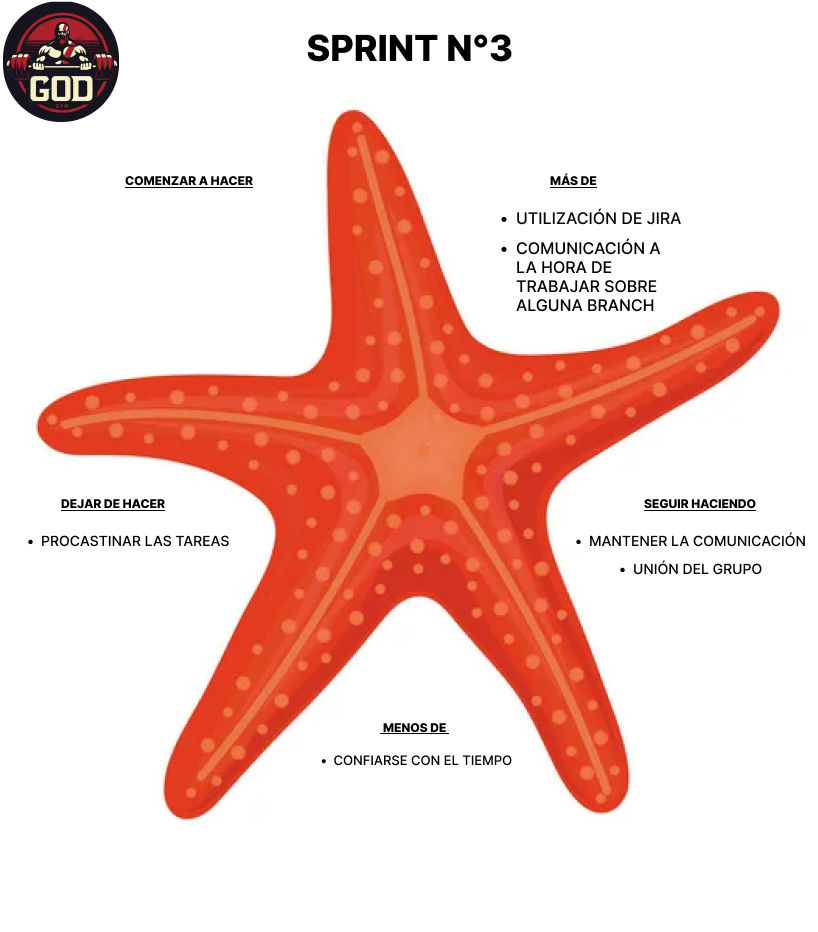 GOD
GYM
SPRINT N°3
COMENZAR A HACER
MÁS DE
• UTILIZACIÓN DE JIRA
• COMUNICACIÓN A
LA HORA DE
TRABAJAR SOBRE
ALGUNA BRANCH
DEJAR DE HACER
• PROCASTINAR LAS TAREAS
SEGUIR HACIENDO
• MANTENER LA COMUNICACIÓN
• UNIÓN DEL GRUPO
MENOS DE
• CONFIARSE CON EL TIEMPO